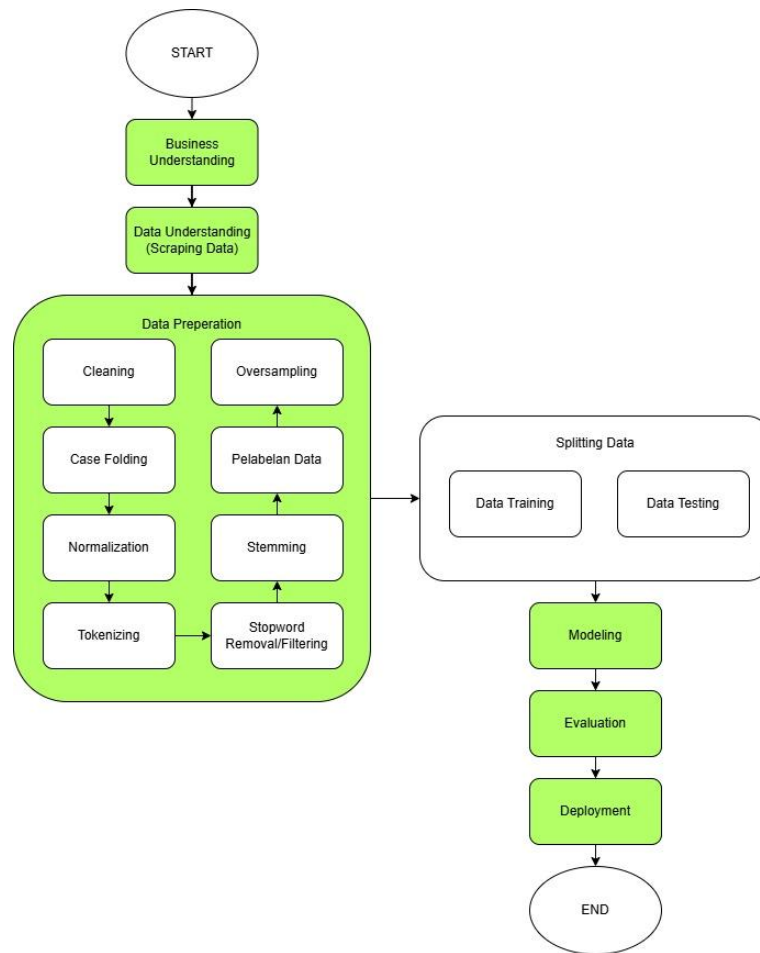 START
Business
Understanding
Data Understanding
(Scraping Data)
Data Preperation
Cleaning
Case Folding
Normalization
Tokenizing
Stopword
Removal/Filtering
Stemming
Pelabelan Data
Oversampling
Splitting Data
Data Training
Data Testing
Modeling
Evaluation
Deployment
END